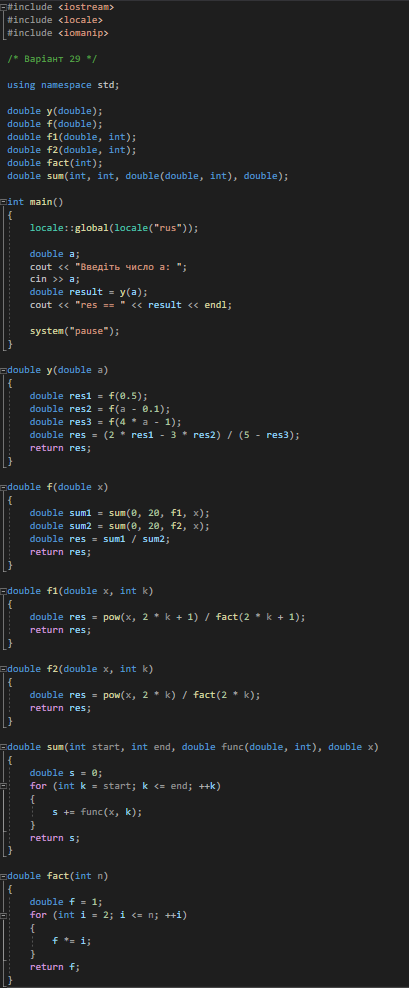 #include <iostream>
#include <locale>
#include <iomanip>
/* Варіант 29 */
using namespace std;
double y(double);
double f(double);
double f1(double, int);
double f2(double, int);
double fact(int);
double sum(int, int, double(double, int), double);
int main()
{
locale::global(locale("rus"));
double a;
cout << "Введіть число a: ";
cin >> a;
double result = y(a);
cout << "res == " << result << endl;
system("pause");
}
double y(double a)
{
double res1 = f(0.5);
double res2 = f(a - 0.1);
double res3 = f(4 * a - 1);
double res = (2 * res1 - 3 * res2) / (5 - res3);
return res;
}
double f(double x)
{
double sum1 = sum(0, 20, f1, x);
double sum2 = sum(0, 20, f2, x);
double res = sum1 / sum2;
return res;
}
double f1(double x, int k)
{
double res = pow(x, 2 * k + 1) / fact(2 * k + 1);
return res;
}
double f2(double x, int k)
{
double res = pow(x, 2 * k) / fact(2 * k);
return res;
}
double sum(int start, int end, double func(double, int), double x)
{
double s = 0;
for (int k = start; k <= end; ++k)
{
s += func(x, k);
}
return s;
}
double fact(int n)
{
double f = 1;
for (int i = 2; i <= n; ++i)
{
f *= i;
}
return f;
}